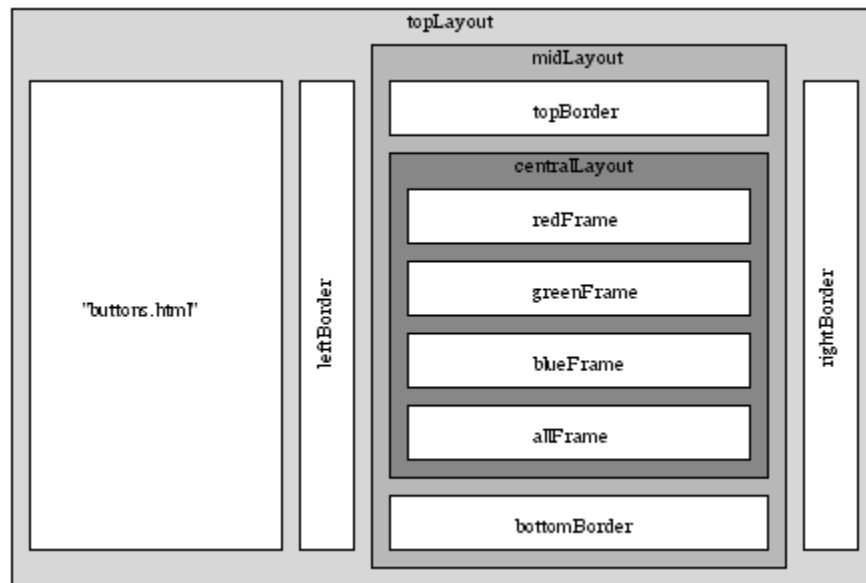 topLayout
midLayout
topBorder
centralLayout
redFrame
greenFrame
blueFrame
allFrame
bottomBorder
"buttons.html"
leftBorder
rightBorder